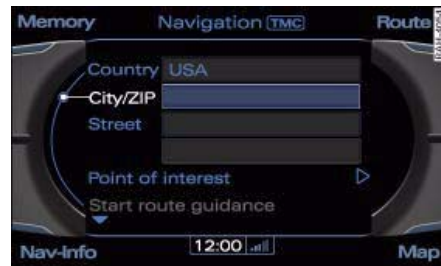 Memory Navigation TMC Route
Country USA
City/ZIP
Street
Point of interest
Start route guidance
Nav-Info 12:00 Map